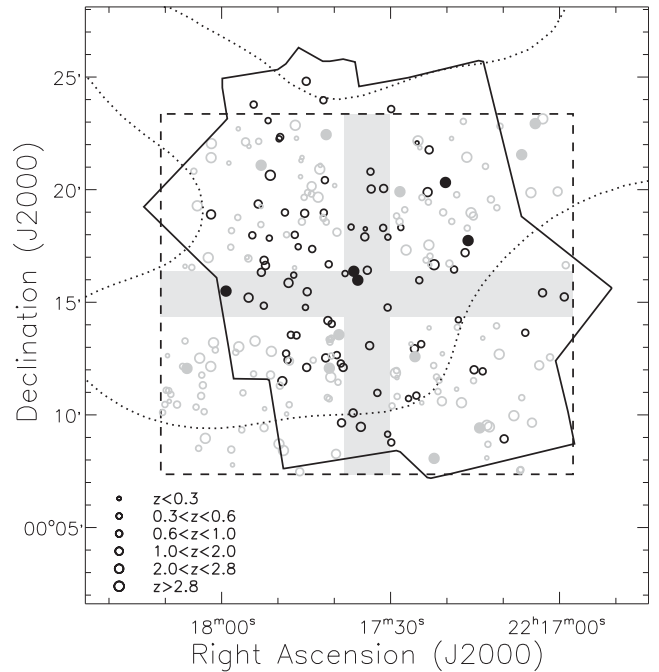 25'
20'
15'
10'
00°05'
Declination (J2000)
z<0.3
0.3<z<0.6
0.6<z<1.0
1.0<z<2.0
2.0<z<2.8
z>2.8
18ᵐ00ˢ 17ᵐ30ˢ 22ʰ17ᵐ00ˢ
Right Ascension (J2000)